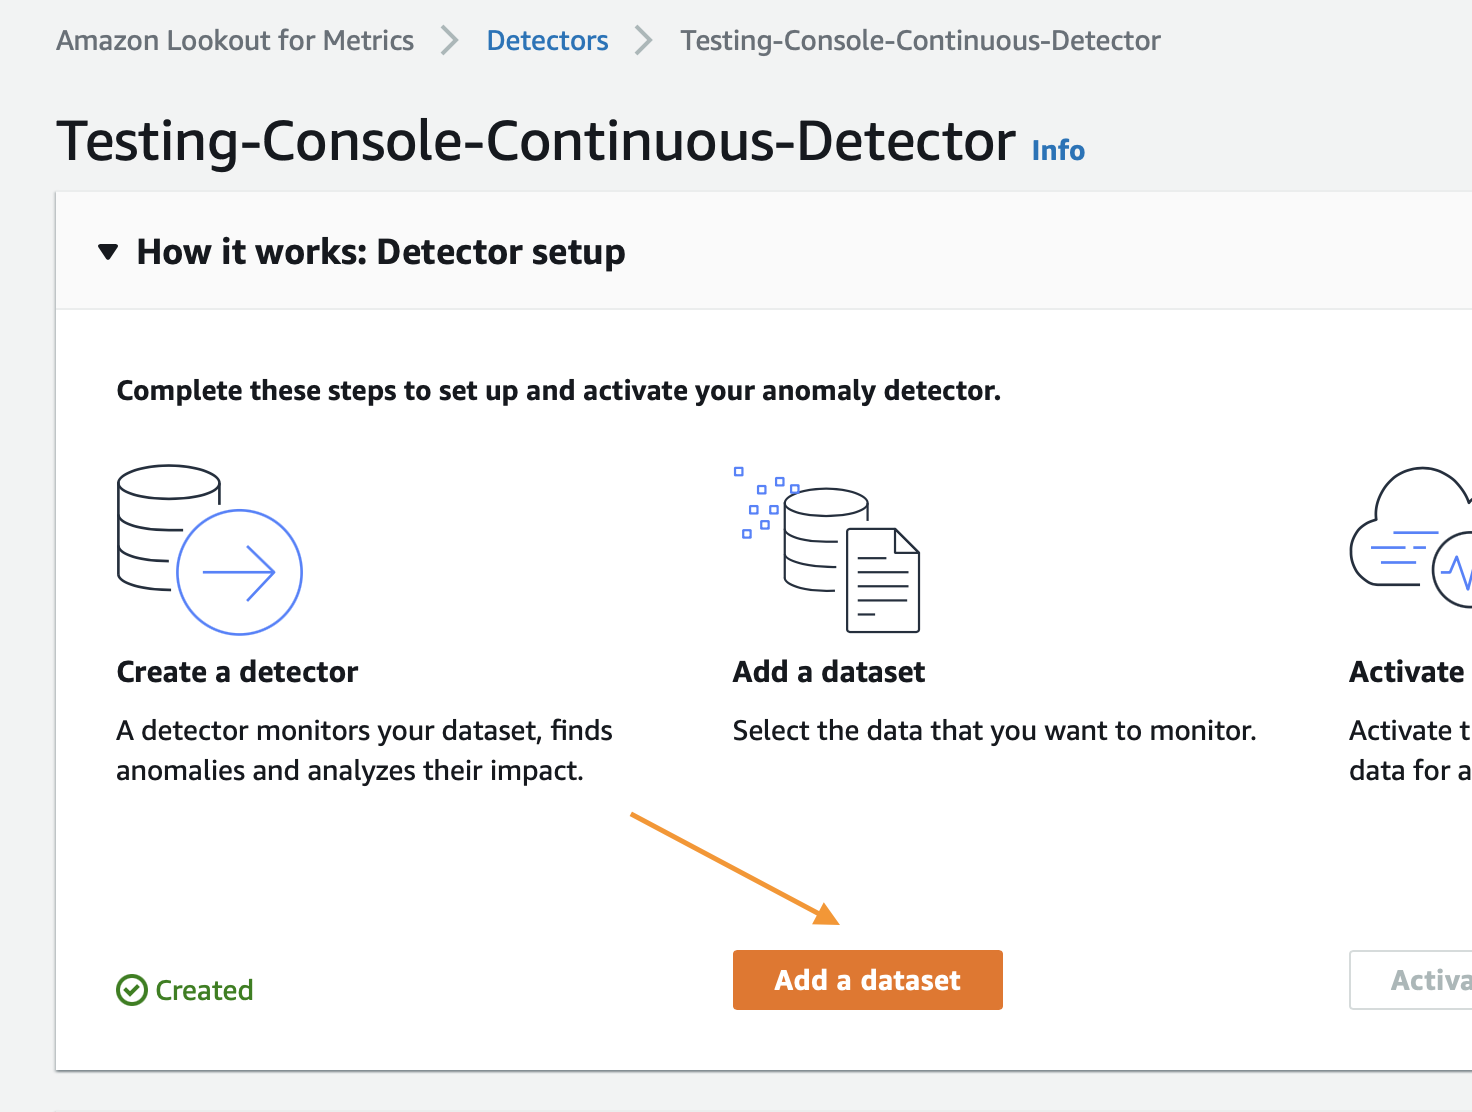 Amazon Lookout for Metrics > Detectors > Testing-Console-Continuous-Detector
Testing-Console-Continuous-Detector Info
How it works: Detector setup
Complete these steps to set up and activate your anomaly detector.
Create a detector
A detector monitors your dataset, finds
anomalies and analyzes their impact.
Created
Add a dataset
Select the data that you want to monitor.
Add a dataset
Activate
Activate t
data for a
Activa